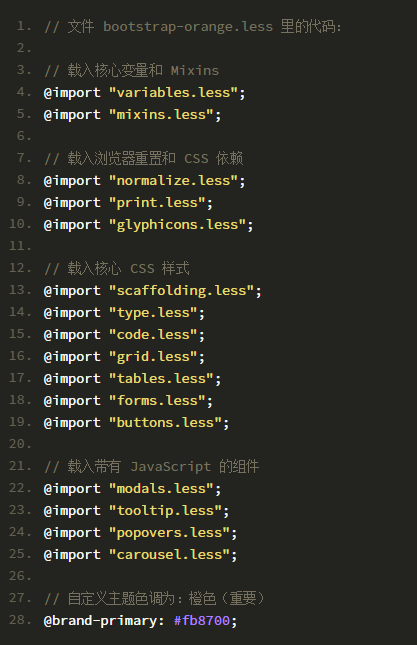 1. // 文件 bootstrap-orange.less 里的代码:
2.
3. // 载入核心变量和 Mixins
4. @import "variables.less";
5. @import "mixins.less";
6.
7. // 载入浏览器重置和 CSS 依赖
8. @import "normalize.less";
9. @import "print.less";
10. @import "glyphicons.less";
11.
12. // 载入核心 CSS 样式
13. @import "scaffolding.less";
14. @import "type.less";
15. @import "code.less";
16. @import "grid.less";
17. @import "tables.less";
18. @import "forms.less";
19. @import "buttons.less";
20.
21. // 载入带有 JavaScript 的组件
22. @import "modals.less";
23. @import "tooltip.less";
24. @import "popovers.less";
25. @import "carousel.less";
26.
27. // 自定义主题色调为：橙色（重要）
28. @brand-primary: #fb8700;